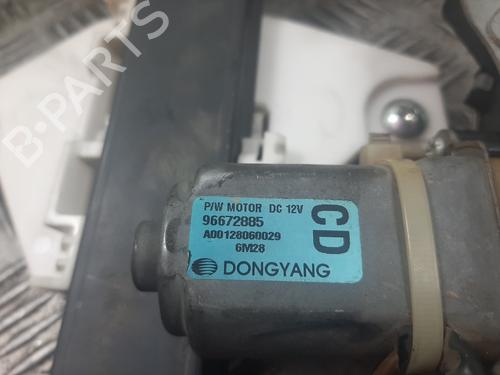 B-PARTS
P/W MOTOR DC 12V
96672885
A00128060029
6M28
CD
DONGYANG